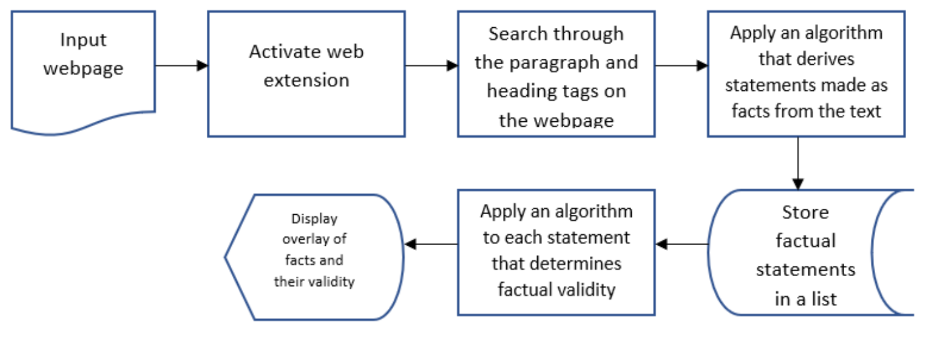 Input
webpage
Activate web
extension
Search through
the paragraph and
heading tags on
the webpage
Apply an algorithm
that derives
statements made as
facts from the text
Store
factual
statements
in a list
Apply an algorithm
to each statement
that determines
factual validity
Display
overlay of
facts and
their validity